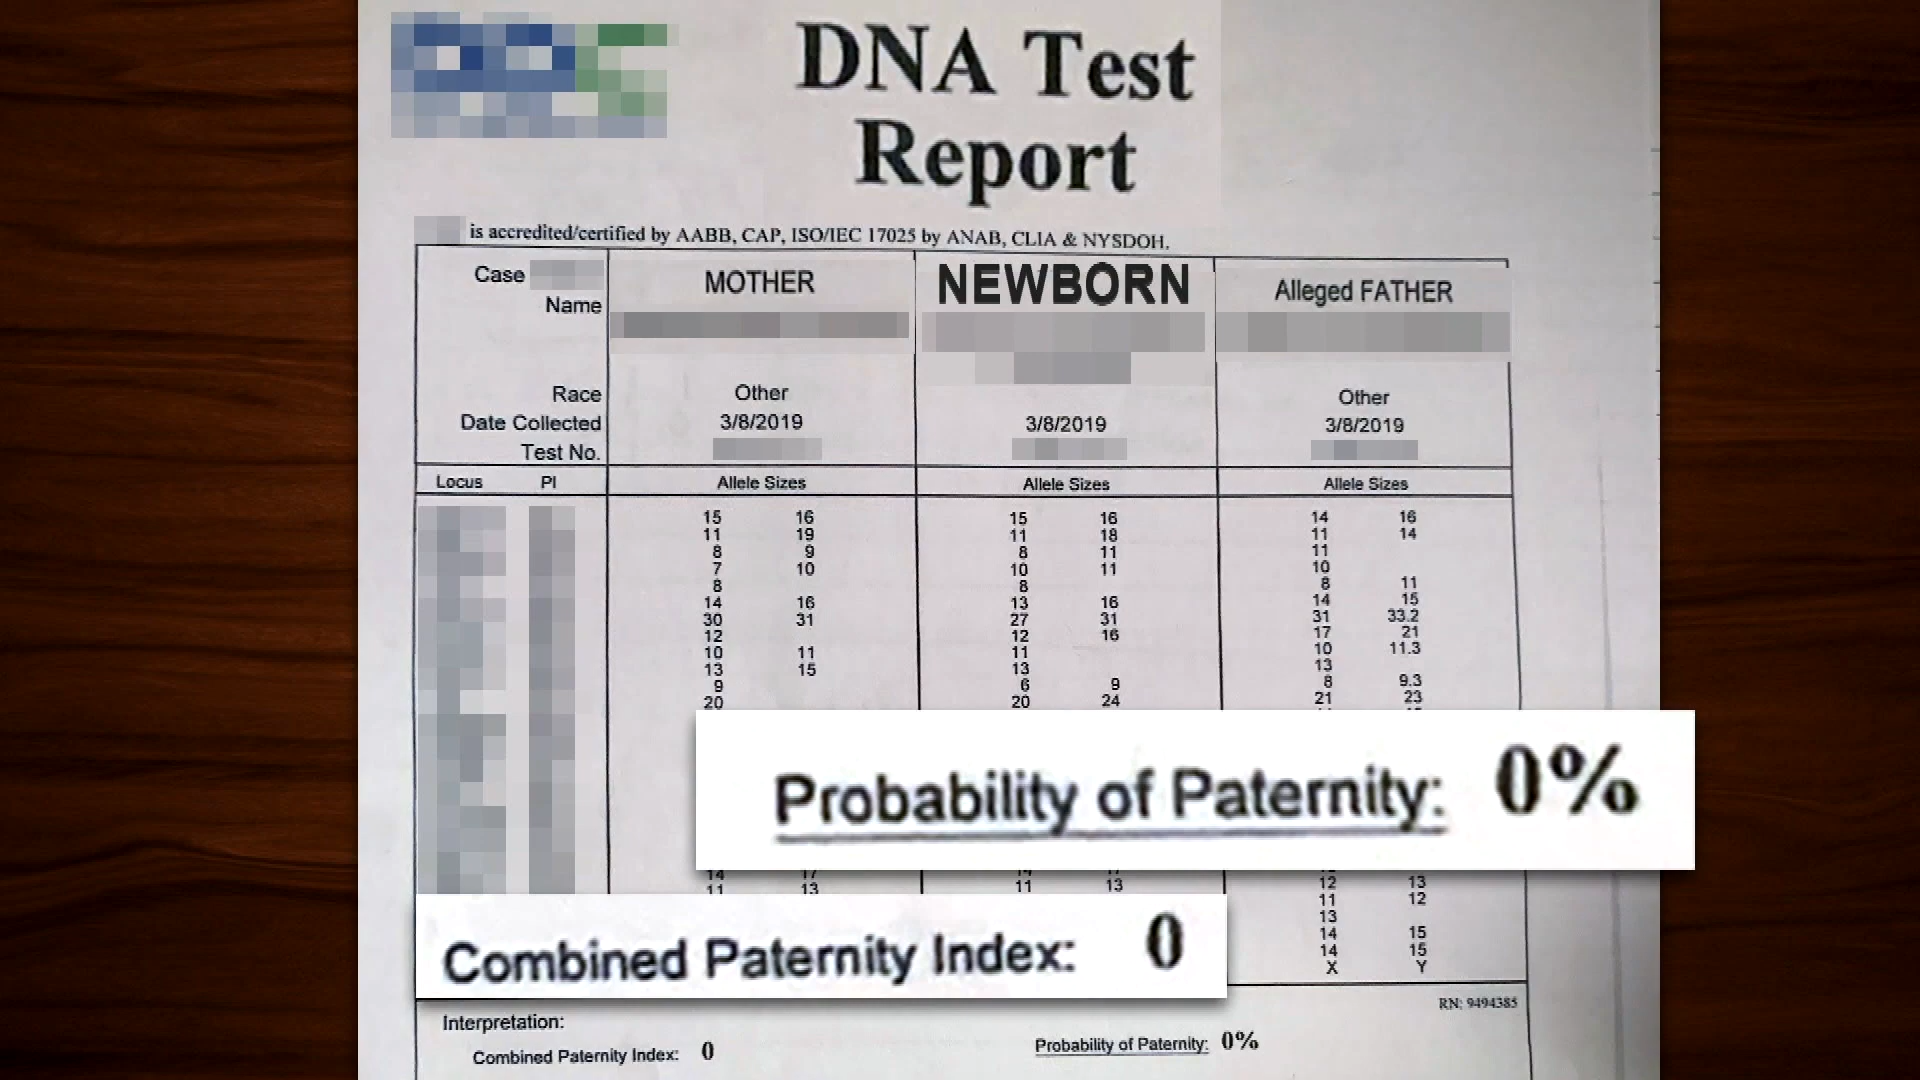 DNA Test
Report
is accredited/certified by AABB, CAP, ISO/IEC 17025 by ANAB, CLIA & NYSDOH.
Case MOTHER NEWBORN Alleged FATHER
Name
Race Other Other
Date Collected 3/8/2019 3/8/2019 3/8/2019
Test No.
Locus PI Allele Sizes Allele Sizes Allele Sizes
15 16 15 16 14 16
11 19 11 18 11 14
8 9 8 11 11
7 10 10 11 10
8 8 8 11
14 16 13 16 14 15
30 31 27 31 31 33.2
12 12 16 17 21
10 11 11 10 11.3
13 15 13 13
9 6 9 8 9.3
20 20 24 21 23
Probability of Paternity: 0%
14 17 14 17
11 13 11 13 12 13
11 12
13
14 15
14 15
X Y
Combined Paternity Index: 0
RN: 9494385
Interpretation:
Combined Paternity Index: 0 Probability of Paternity: 0%